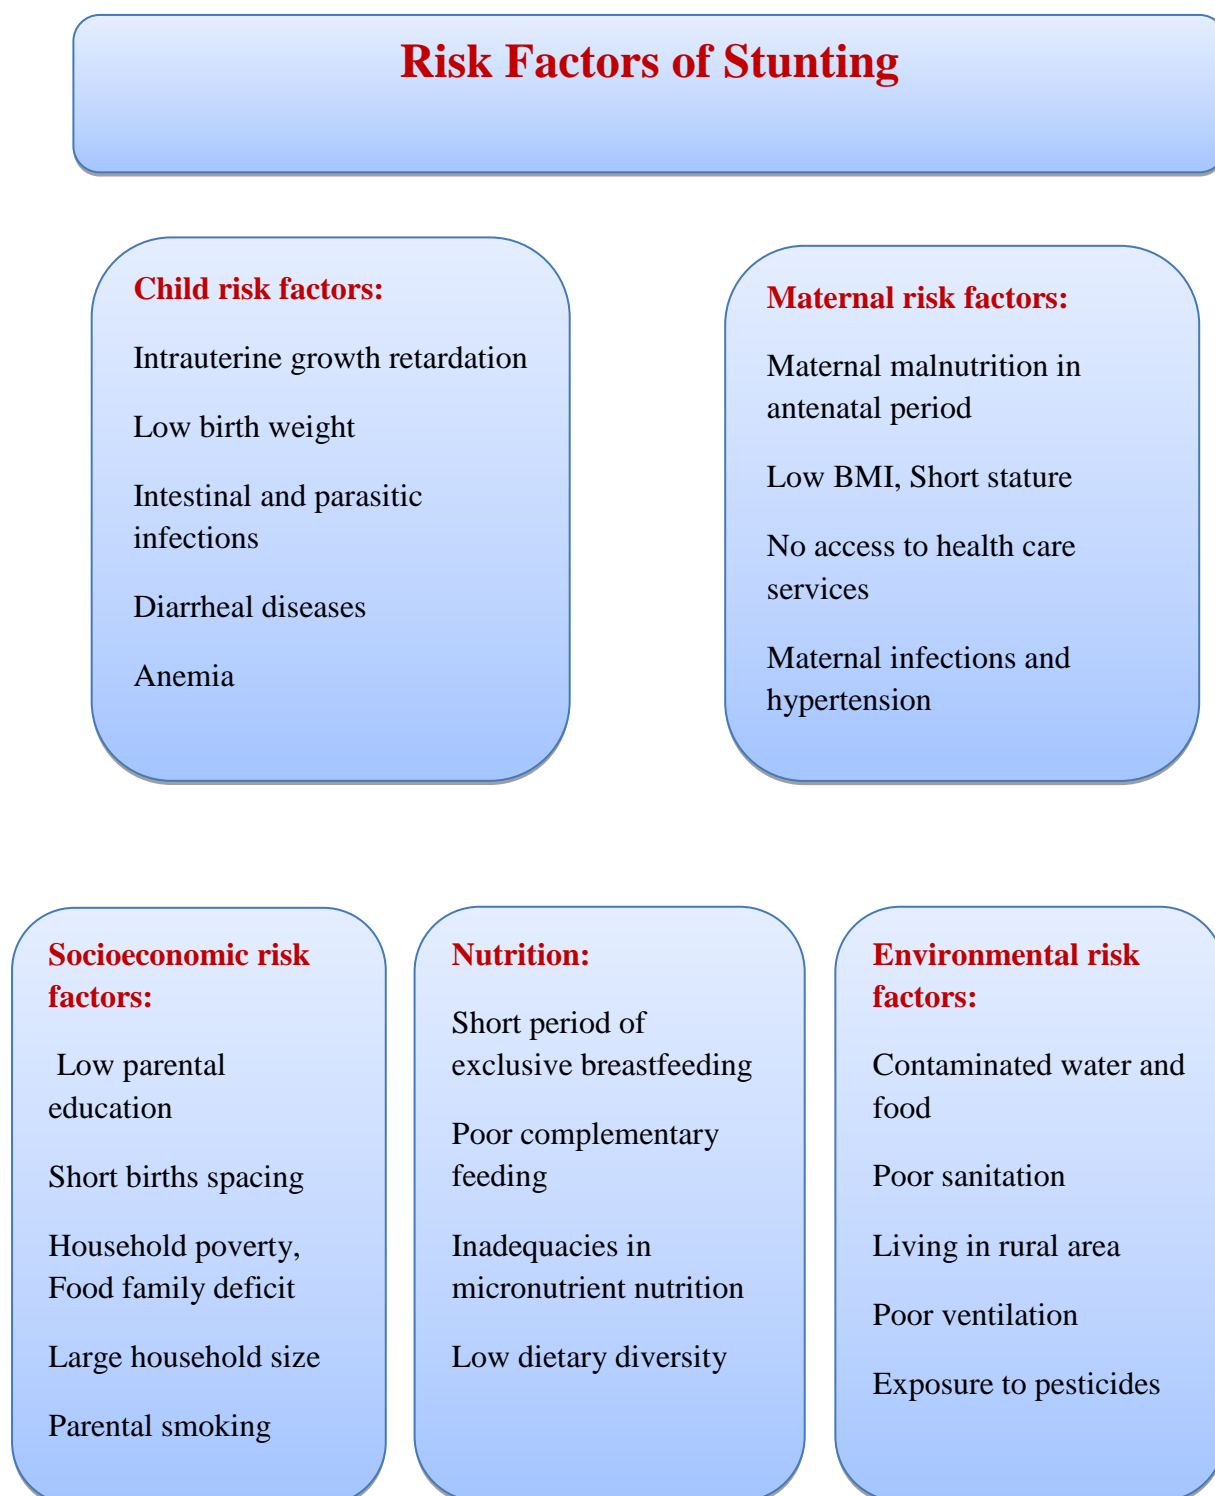 Risk Factors of Stunting
Child risk factors:
Intrauterine growth retardation
Low birth weight
Intestinal and parasitic
infections
Diarrheal diseases
Anemia
Maternal risk factors:
Maternal malnutrition in
antenatal period
Low BMI, Short stature
No access to health care
services
Maternal infections and
hypertension
Socioeconomic risk
factors:
Low parental
education
Short births spacing
Household poverty,
Food family deficit
Large household size
Parental smoking
Nutrition:
Short period of
exclusive breastfeeding
Poor complementary
feeding
Inadequacies in
micronutrient nutrition
Low dietary diversity
Environmental risk
factors:
Contaminated water and
food
Poor sanitation
Living in rural area
Poor ventilation
Exposure to pesticides